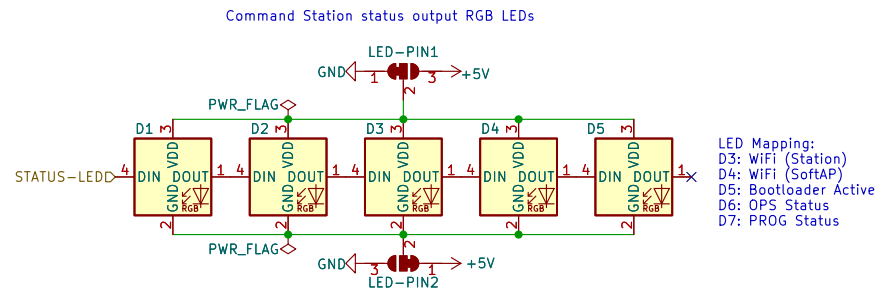 Command Station status output RGB LEDs
LED-PIN1
GND 1 3 +5V
2
PWR_FLAG
D1 3 D2 3 D3 3 D4 3 D5 3
STATUS-LED 4 DIN VDD DOUT 1 4 DIN VDD DOUT 1 4 DIN VDD DOUT 1 4 DIN VDD DOUT 1 4 DIN VDD DOUT 1
GND RGB GND RGB GND RGB GND RGB GND RGB
2 2 2 2 2
PWR_FLAG
2
GND 3 1 +5V
LED-PIN2
LED Mapping:
D3: WiFi (Station)
D4: WiFi (SoftAP)
D5: Bootloader Active
D6: OPS Status
D7: PROG Status